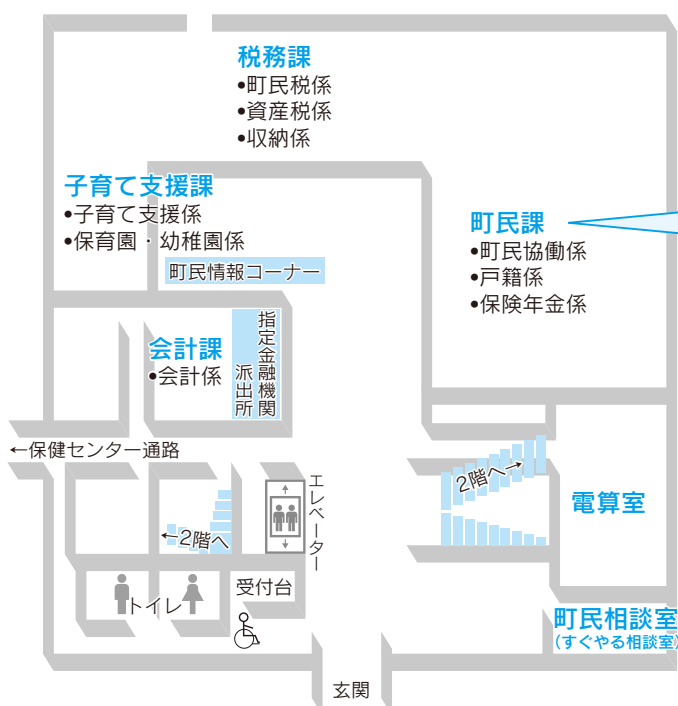 税務課
•町民税係
•資産税係
•収納係
子育て支援課
•子育て支援係
•保育園・幼稚園係
町民情報コーナー
町民課
•町民協働係
•戸籍係
•保険年金係
会計課
•会計係
指定金融機関
派出所
←保健センター通路
2階へ→
電算室
エレベーター
←2階へ
受付台
トイレ
町民相談室
(すぐやる相談室)
玄関